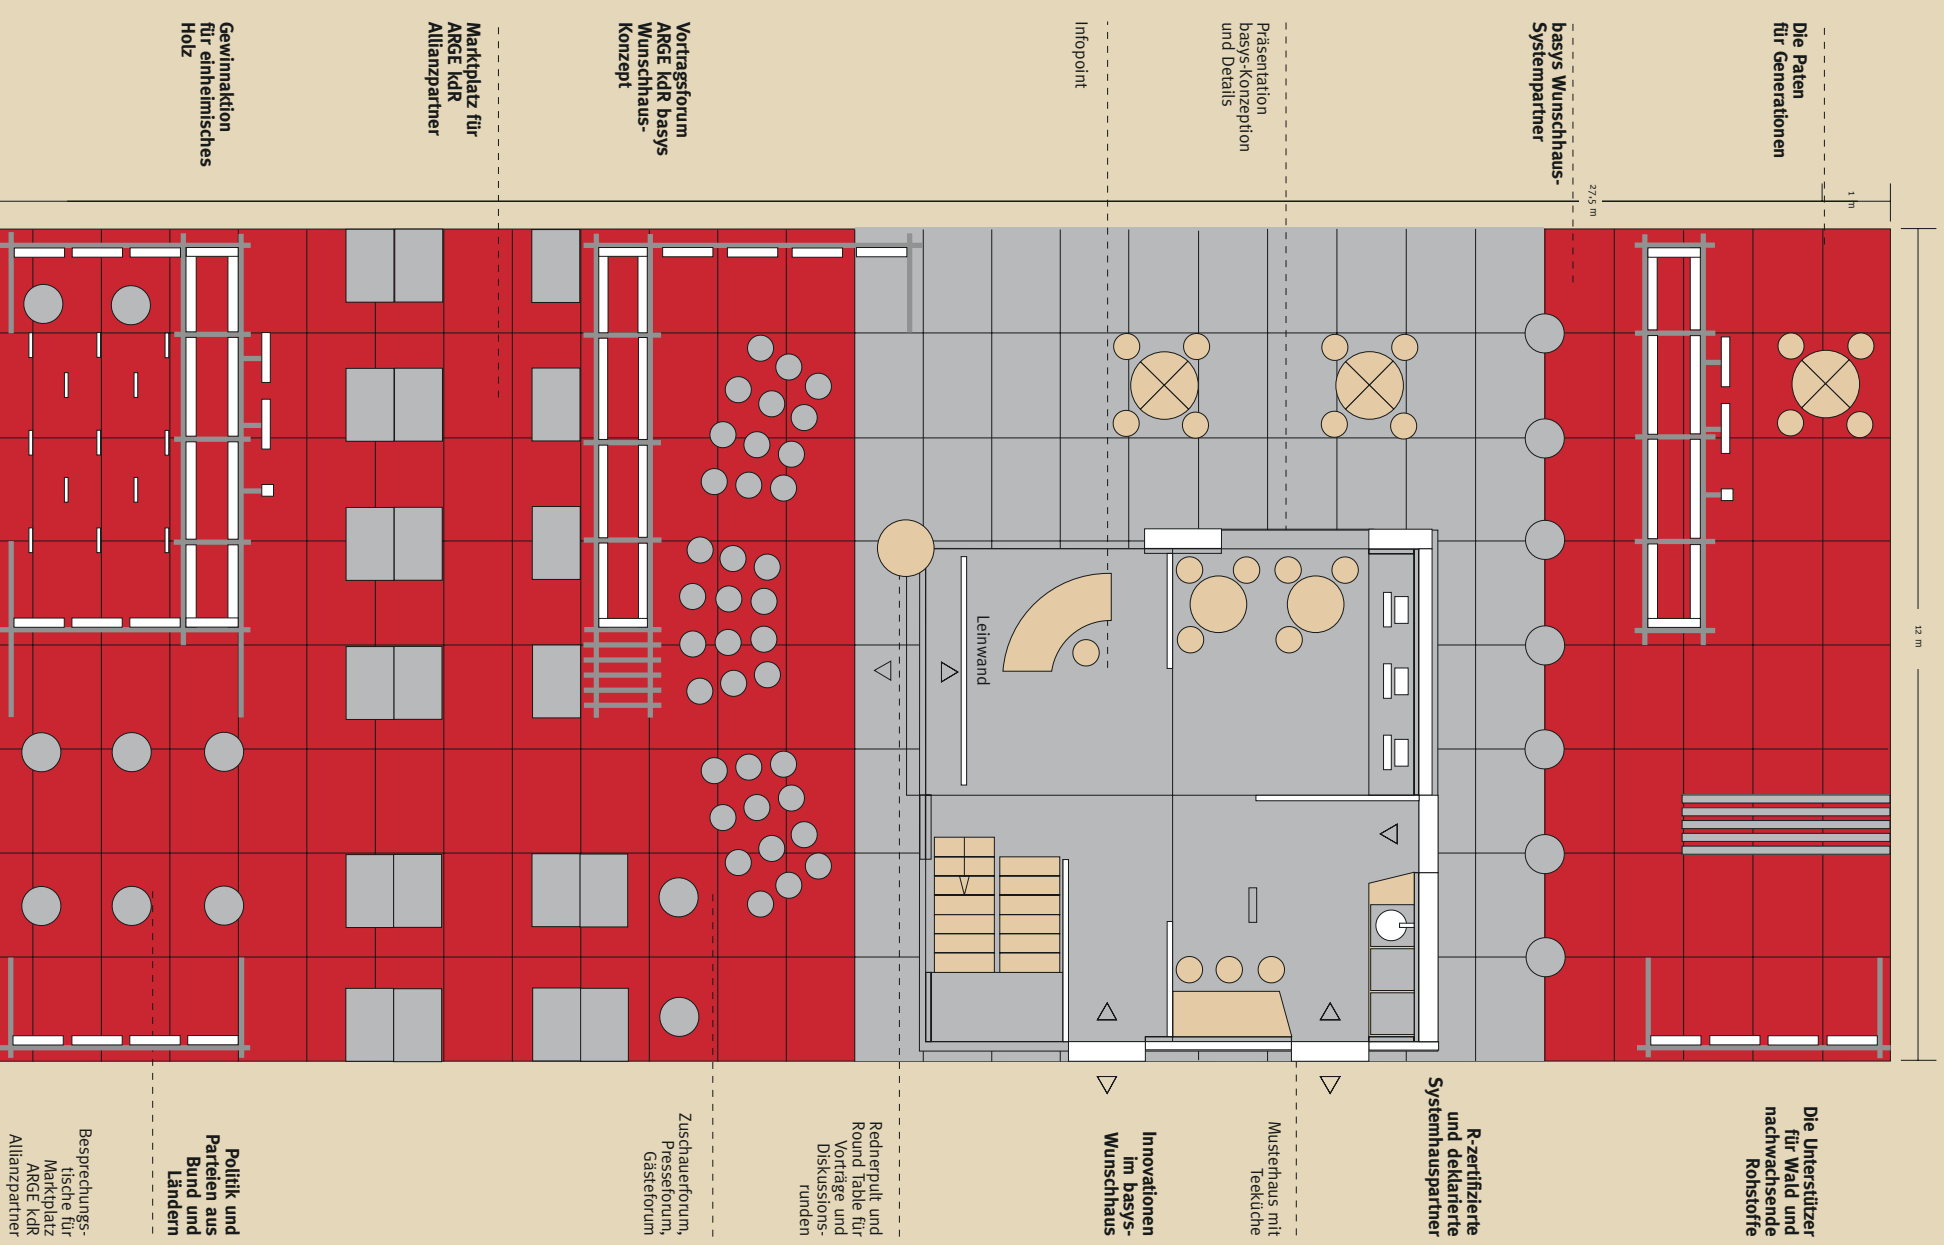 Gewinnaktion
für einheimisches
Holz
Marktplatz für
ARGE kdR
Allianzpartner
Vortragsforum
ARGE kdR basys
Wunschhaus-
Konzept
Infopoint
Präsentation
basys-Konzeption
und Details
basys Wunschhaus-
Systempartner
Die Paten
für Generationen
27,5 m
1 m
12 m
Leinwand
Besprechungs-
tische für
Marktplatz
ARGE kdR
Allianzpartner
Politik und
Parteien aus
Bund und
Ländern
Zuschauerforum,
Presseforum,
Gästeforum
Rednerpult und
Round Table für
Vorträge und
Diskussions-
runden
Innovationen
im basys-
Wunschhaus
Musterhaus mit
Teeküche
R-zertifizierte
und deklarierte
Systemhauspartner
Die Unterstützer
für Wald und
nachwachsende
Rohstoffe